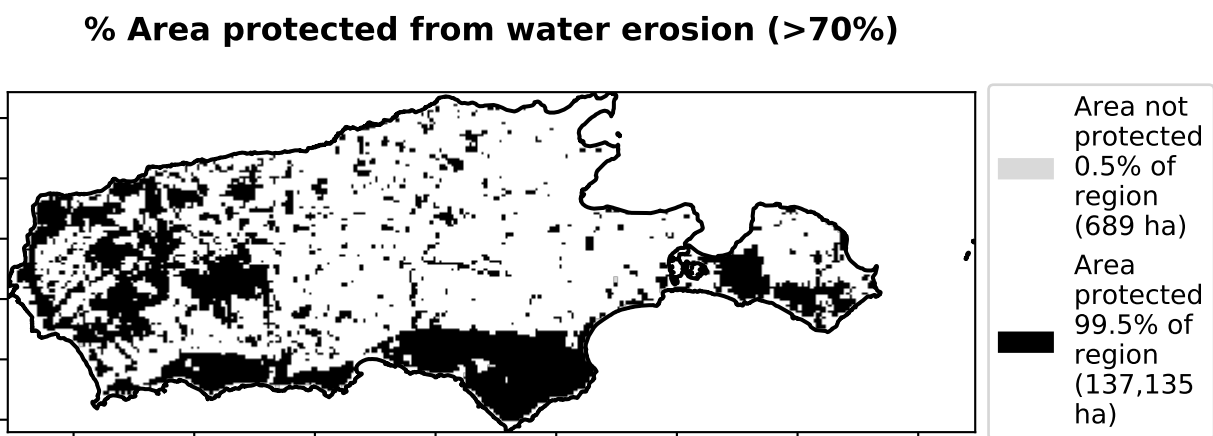 % Area protected from water erosion (>70%)
Area not
protected
0.5% of
region
(689 ha)
Area
protected
99.5% of
region
(137,135
ha)